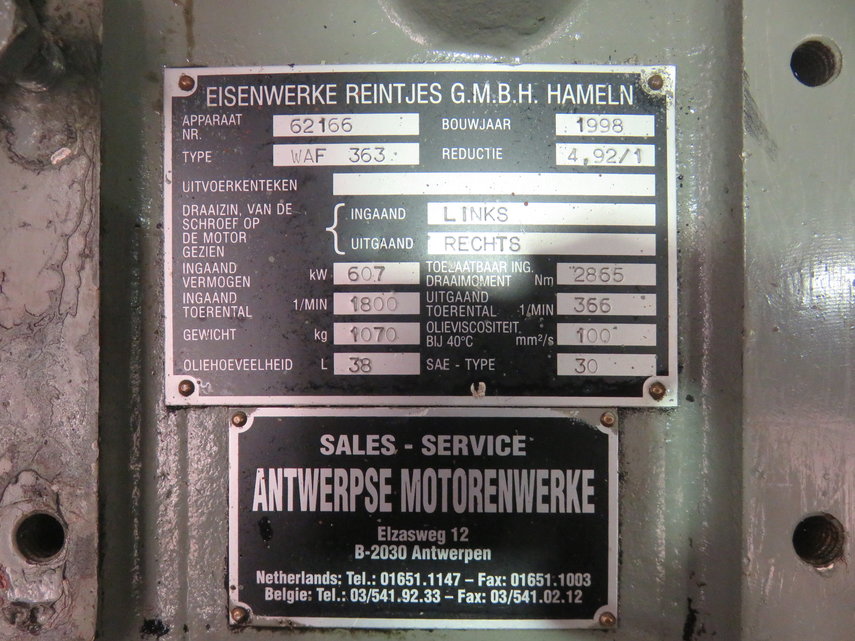 EISENWERKE REINTJES G.M.B.H. HAMELN
APPARAAT NR. 62166 BOUWJAAR 1998
TYPE WAF 363 REDUCTIE 4,92/1
UITVOERKENTEKEN
DRAAIZIN, VAN DE SCHROEF OP DE MOTOR GEZIEN
INGAAND LINKS
UITGAAND RECHTS
INGAAND VERMOGEN kW 607 TOELAATBAAR ING. DRAAIMOMENT Nm 2865
INGAAND TOERENTAL 1/MIN 1800 UITGAAND TOERENTAL 1/MIN 366
GEWICHT kg 1070 OLIEVISCOSITEIT BIJ 40°C mm²/s 100
OLIEHOEVEELHEID L 38 SAE - TYPE 30
SALES - SERVICE
ANTWERPSE MOTORENWERKE
Elzasweg 12
B-2030 Antwerpen
Netherlands: Tel.: 01651.1147 – Fax: 01651.1003
Belgie: Tel.: 03/541.92.33 – Fax: 03/541.02.12